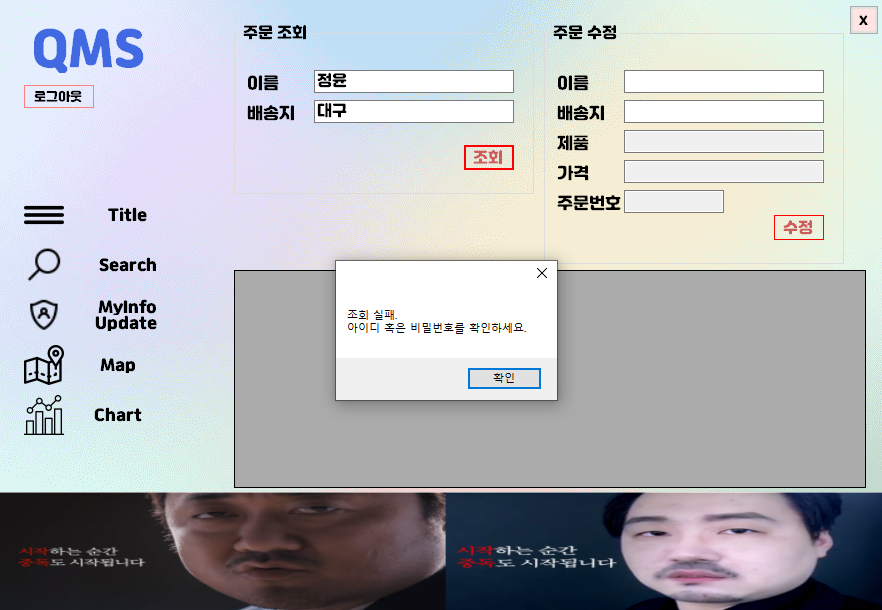 QMS
로그아웃
Title
Search
MyInfo
Update
Map
Chart
주문 조회
이름 정윤
배송지 대구
조회
주문 수정
x
이름
배송지
제품
가격
주문번호
수정
조회 실패.
아이디 혹은 비밀번호를 확인하세요.
확인
시작하는 순간
중독도 시작됩니다
시작하는 순간
중독도 시작됩니다